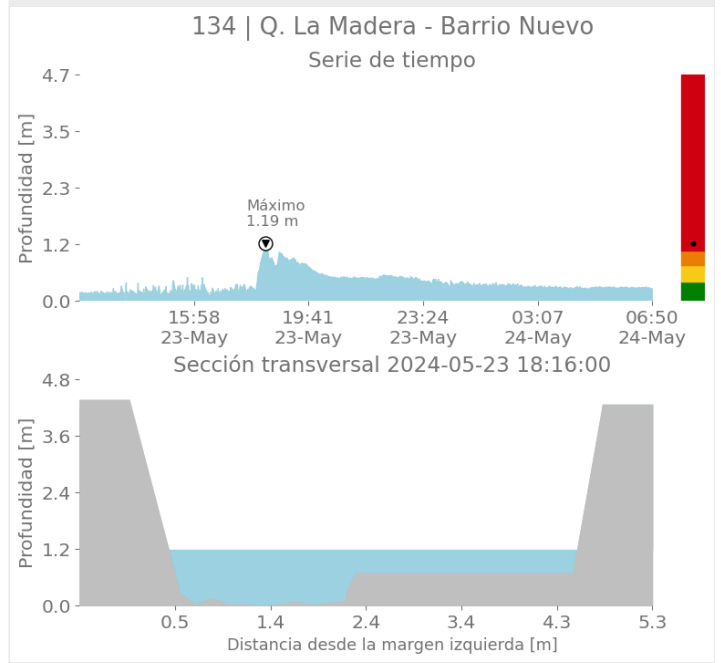 134 | Q. La Madera - Barrio Nuevo
Serie de tiempo
Profundidad [m]
4.7
3.5
2.3
1.2
0.0
Máximo
1.19 m
15:58 19:41 23:24 03:07 06:50
23-May 23-May 23-May 24-May 24-May
Sección transversal 2024-05-23 18:16:00
Profundidad [m]
4.8
3.6
2.4
1.2
0.0
0.5 1.4 2.4 3.4 4.3 5.3
Distancia desde la margen izquierda [m]